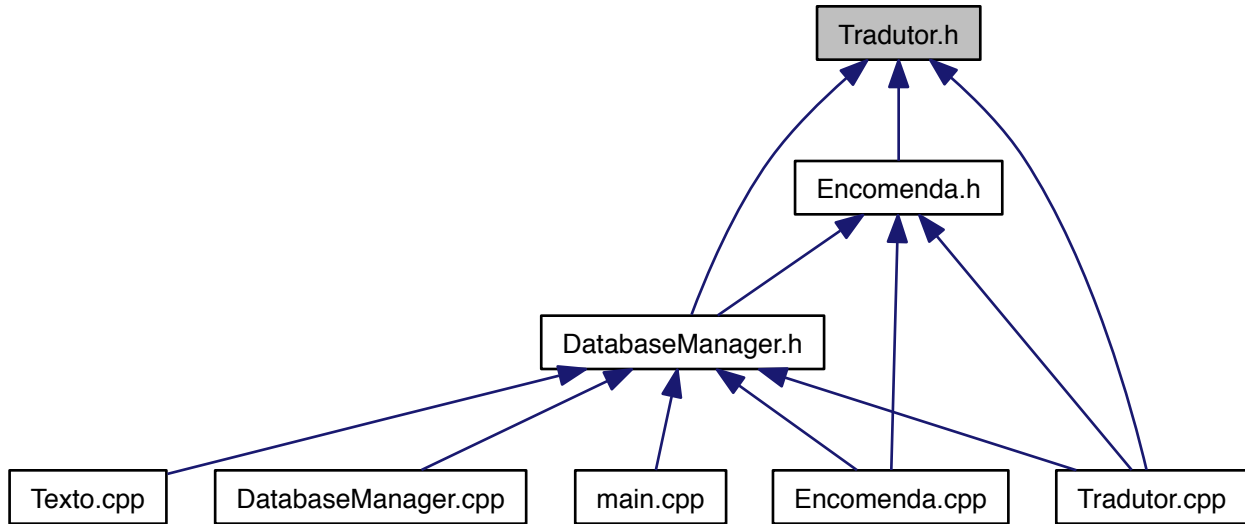 Tradutor.h
Encomenda.h
DatabaseManager.h
Texto.cpp
DatabaseManager.cpp
main.cpp
Encomenda.cpp
Tradutor.cpp